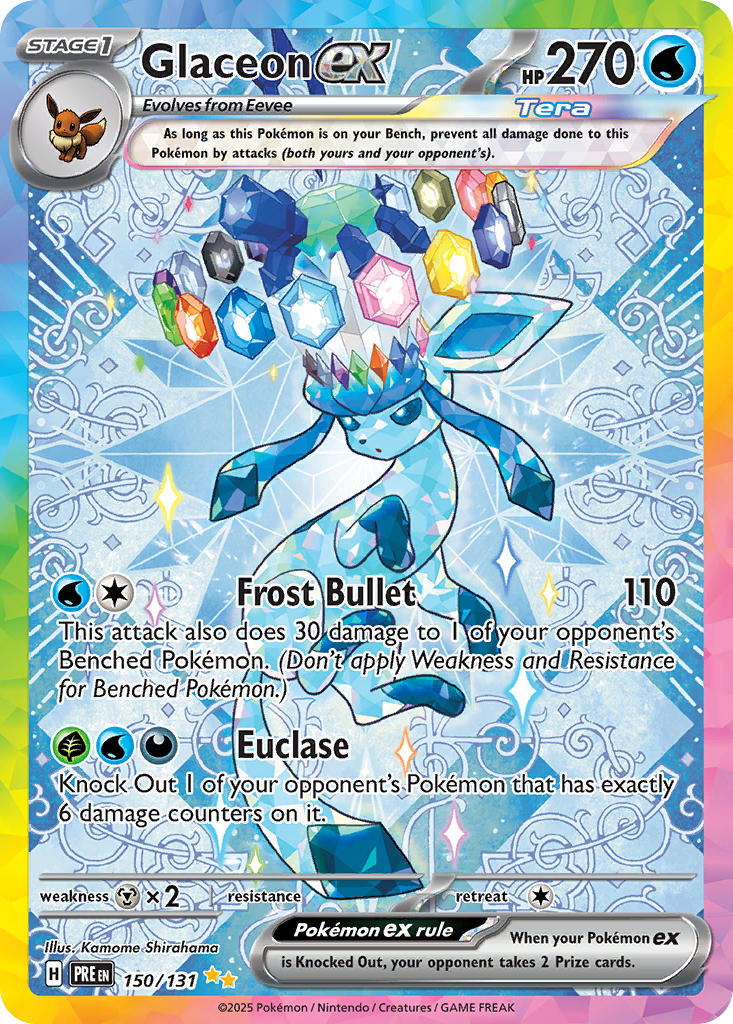 STAGE1
Glaceon ex
HP 270
Evolves from Eevee
Tera
As long as this Pokémon is on your Bench, prevent all damage done to this
Pokémon by attacks (both yours and your opponent's).
Frost Bullet 110
This attack also does 30 damage to 1 of your opponent's
Benched Pokémon. (Don't apply Weakness and Resistance
for Benched Pokémon.)
Euclase
Knock Out 1 of your opponent's Pokémon that has exactly
6 damage counters on it.
weakness ×2 resistance retreat
Illus. Kamome Shirahama
Pokémon ex rule
When your Pokémon ex
is Knocked Out, your opponent takes 2 Prize cards.
H PRE EN 150/131
©2025 Pokémon / Nintendo / Creatures / GAME FREAK